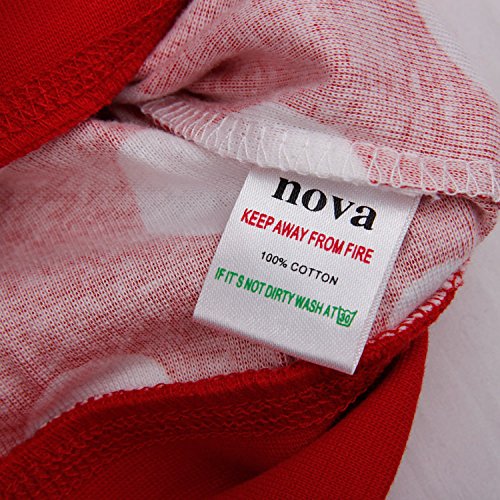 nova
KEEP AWAY FROM FIRE
100% COTTON
IF IT'S NOT DIRTY WASH AT 30